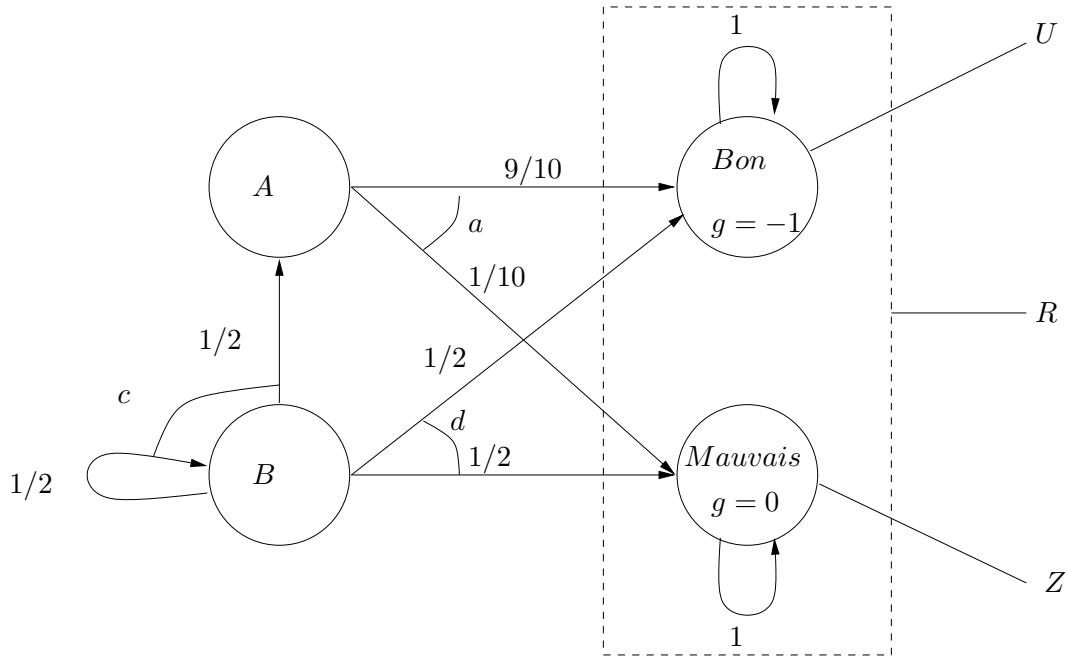 1
U
9/10
A
Bon
a
g = −1
1/10
R
1/2
1/2
c
d
1/2
Mauvais
1/2
B
g = 0
Z
1